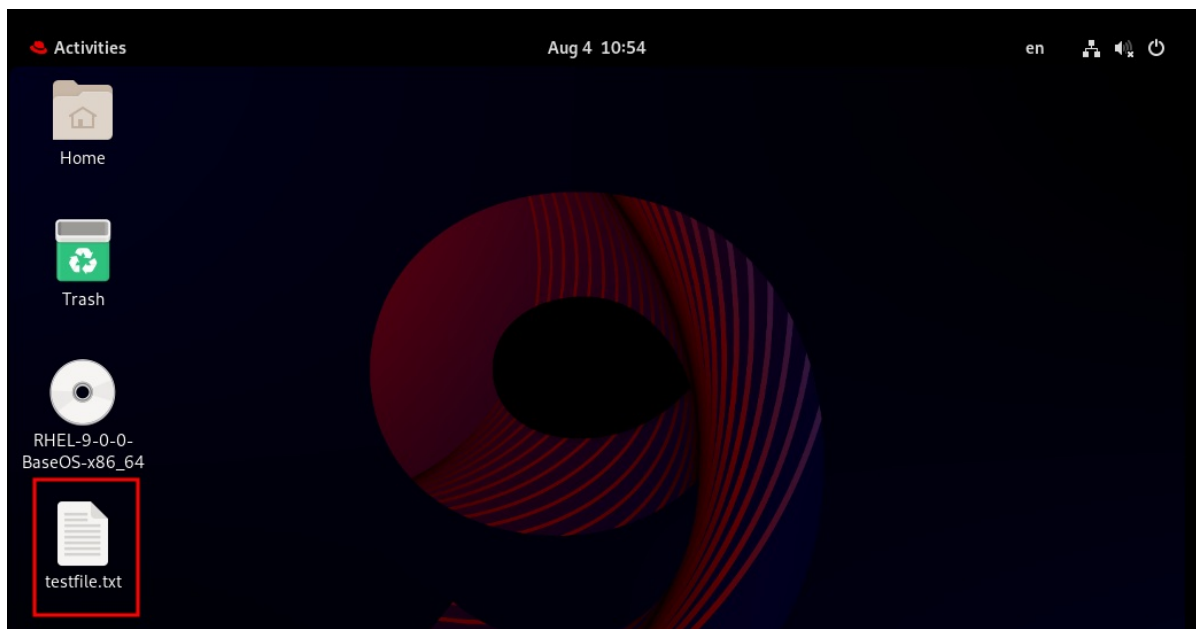 Activities
Aug 4 10:54
en
Home
Trash
RHEL-9-0-0-
BaseOS-x86_64
testfile.txt